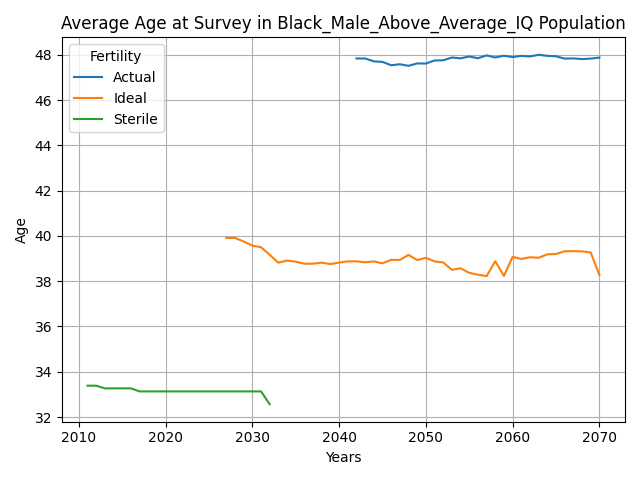 Average Age at Survey in Black_Male_Above_Average_IQ Population
Fertility
Actual
Ideal
Sterile
Age
48
46
44
42
40
38
36
34
32
2010 2020 2030 2040 2050 2060 2070
Years